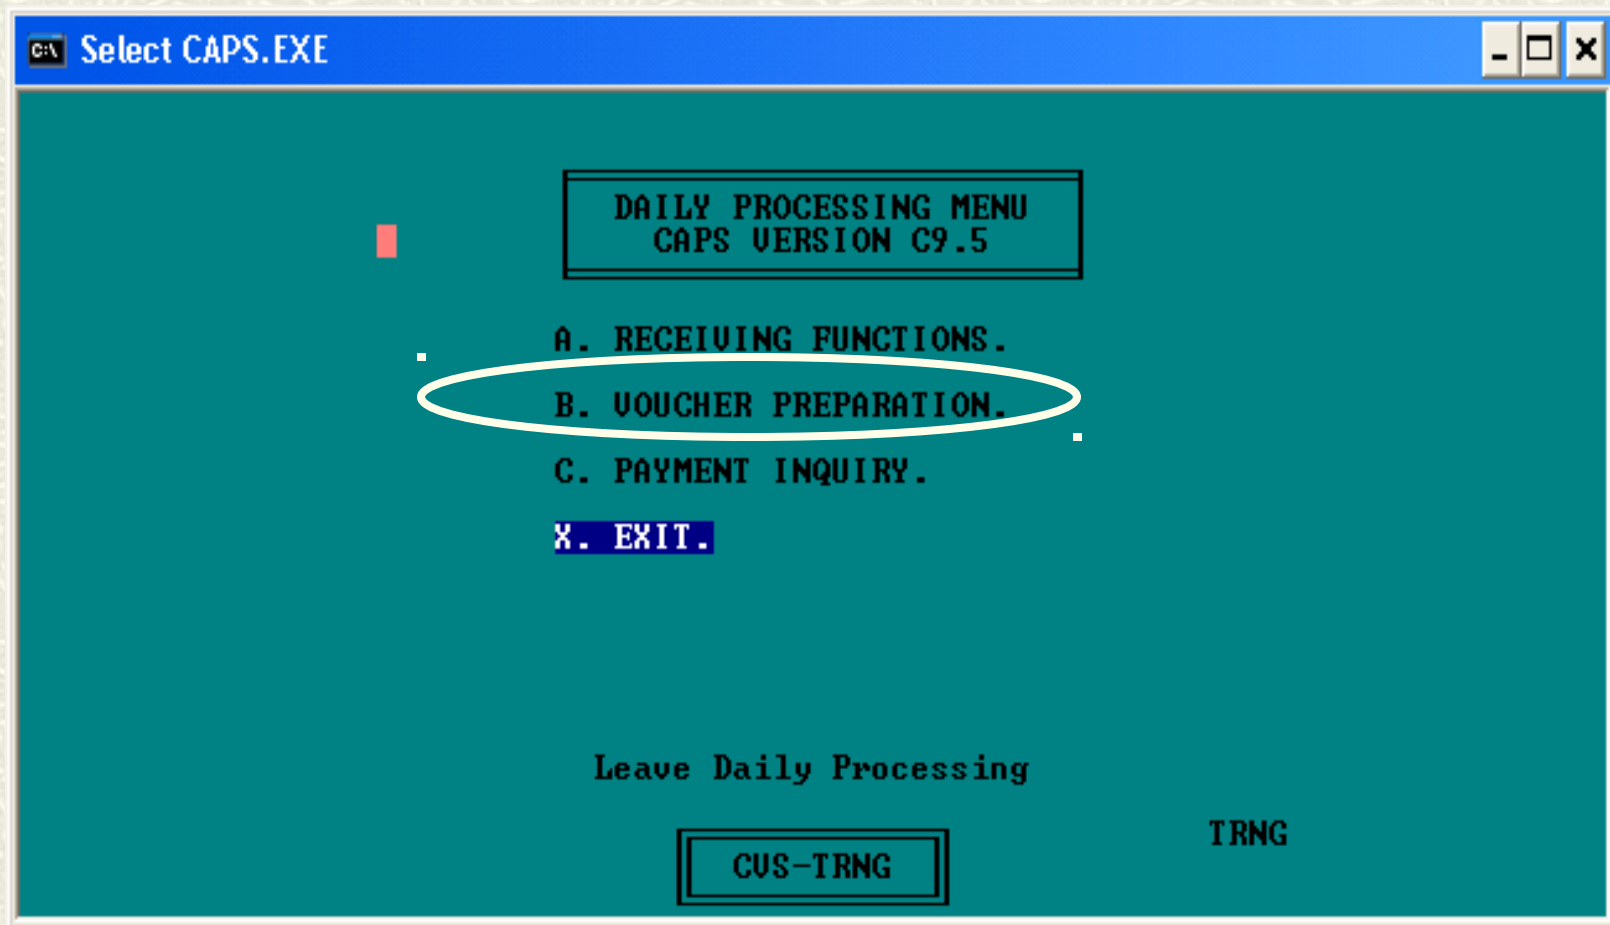 C:\
Select CAPS.EXE
DAILY PROCESSING MENU
CAPS VERSION C9.5
A. RECEIVING FUNCTIONS.
B. VOUCHER PREPARATION.
C. PAYMENT INQUIRY.
X. EXIT.
Leave Daily Processing
TRNG
CVS-TRNG